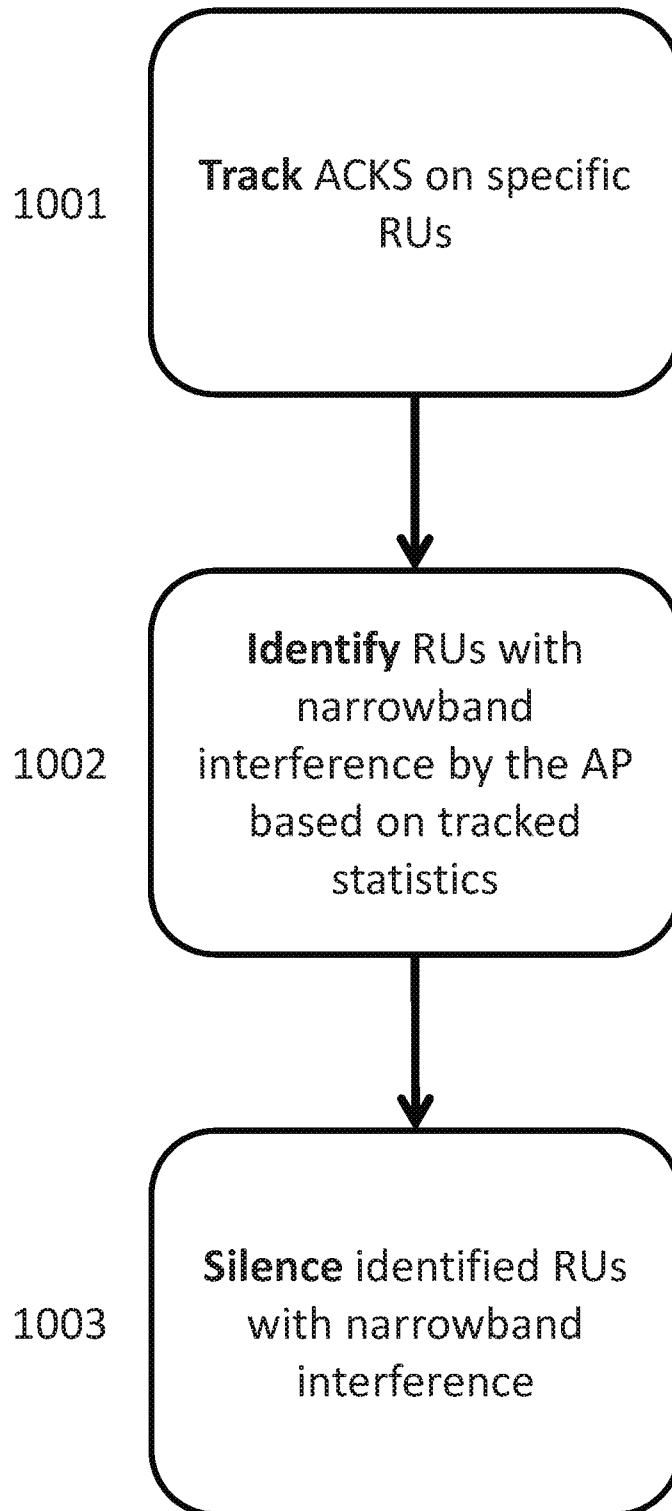 1001
Track ACKS on specific
RUs
1002
Identify RUs with
narrowband
interference by the AP
based on tracked
statistics
1003
Silence identified RUs
with narrowband
interference